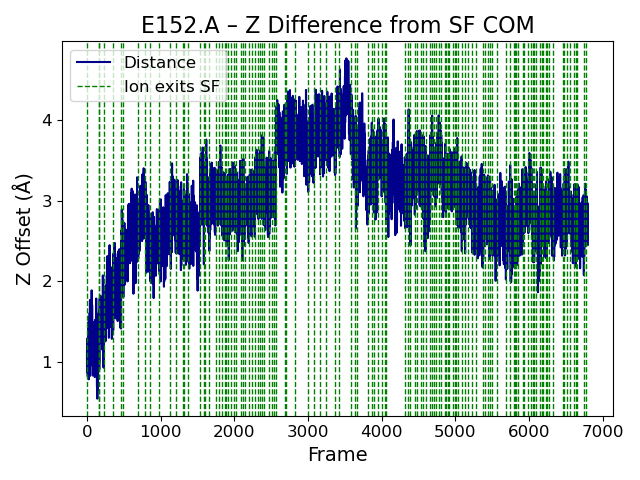 E152.A – Z Difference from SF COM
Distance
Ion exits SF
Z Offset (Å)
4
3
2
1
0 1000 2000 3000 4000 5000 6000 7000
Frame